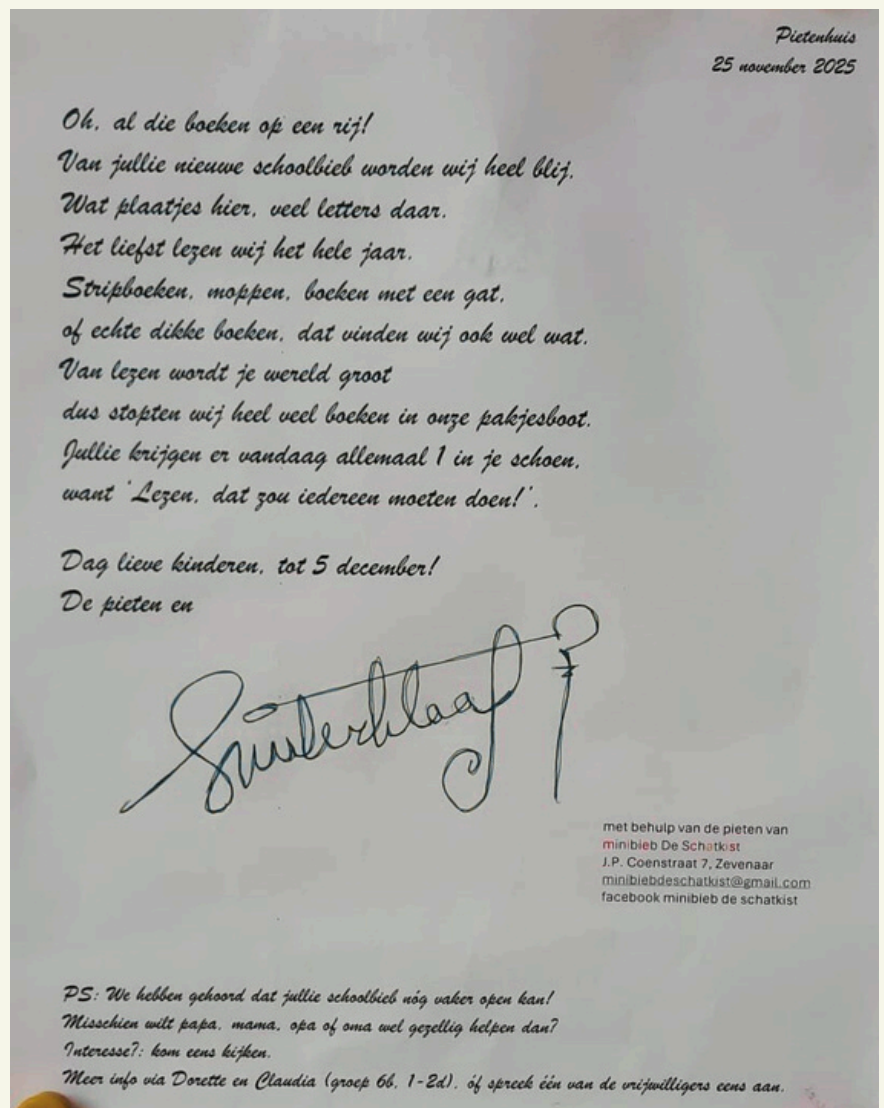 Pietenhuis
25 november 2025
Oh, al die boeken op een rij!
Van jullie nieuwe schoolbieb worden wij heel blij.
Wat plaatjes hier, veel letters daar.
Het liefst lezen wij het hele jaar.
Stripboeken, moppen, boeken met een gat,
of echte dikke boeken, dat vinden wij ook wel wat.
Van lezen wordt je wereld groot
dus stopten wij heel veel boeken in onze pakjesboot.
Jullie krijgen er vandaag allemaal 1 in je schoen,
want 'Lezen, dat zou iedereen moeten doen!'.
Dag lieve kinderen, tot 5 december!
De pieten en
Sinterklaas
met behulp van de pieten van
minibieb De Schatkist
J.P. Coenstraat 7, Zevenaar
minibiebdeschatkist@gmail.com
facebook minibieb de schatkist
PS: We hebben gehoord dat jullie schoolbieb nóg vaker open kan!
Misschien wilt papa, mama, opa of oma wel gezellig helpen dan?
Interesse?: kom eens kijken.
Meer info via Dorette en Claudia (groep 6b, 1-2d), óf spreek één van de vrijwilligers eens aan.